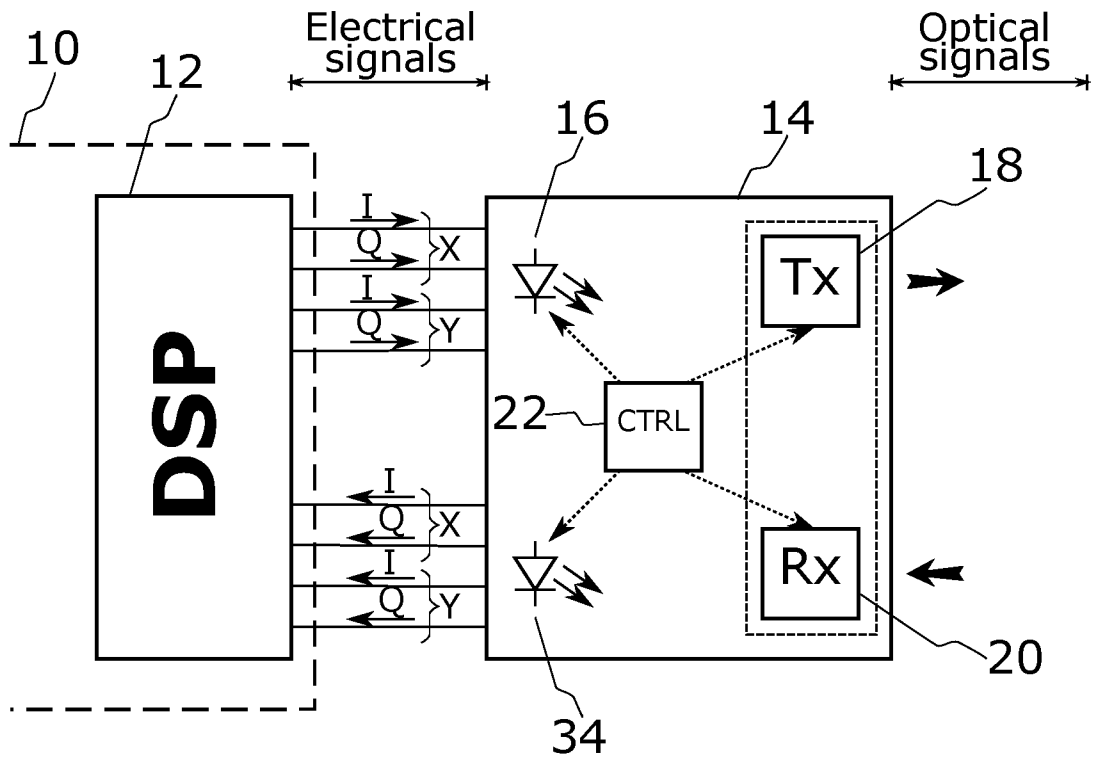 Electrical
signals
Optical
signals
10
12
16
14
18
I
Q
X
I
Q
Y
Tx
DSP
22
CTRL
I
Q
X
I
Q
Y
Rx
20
34